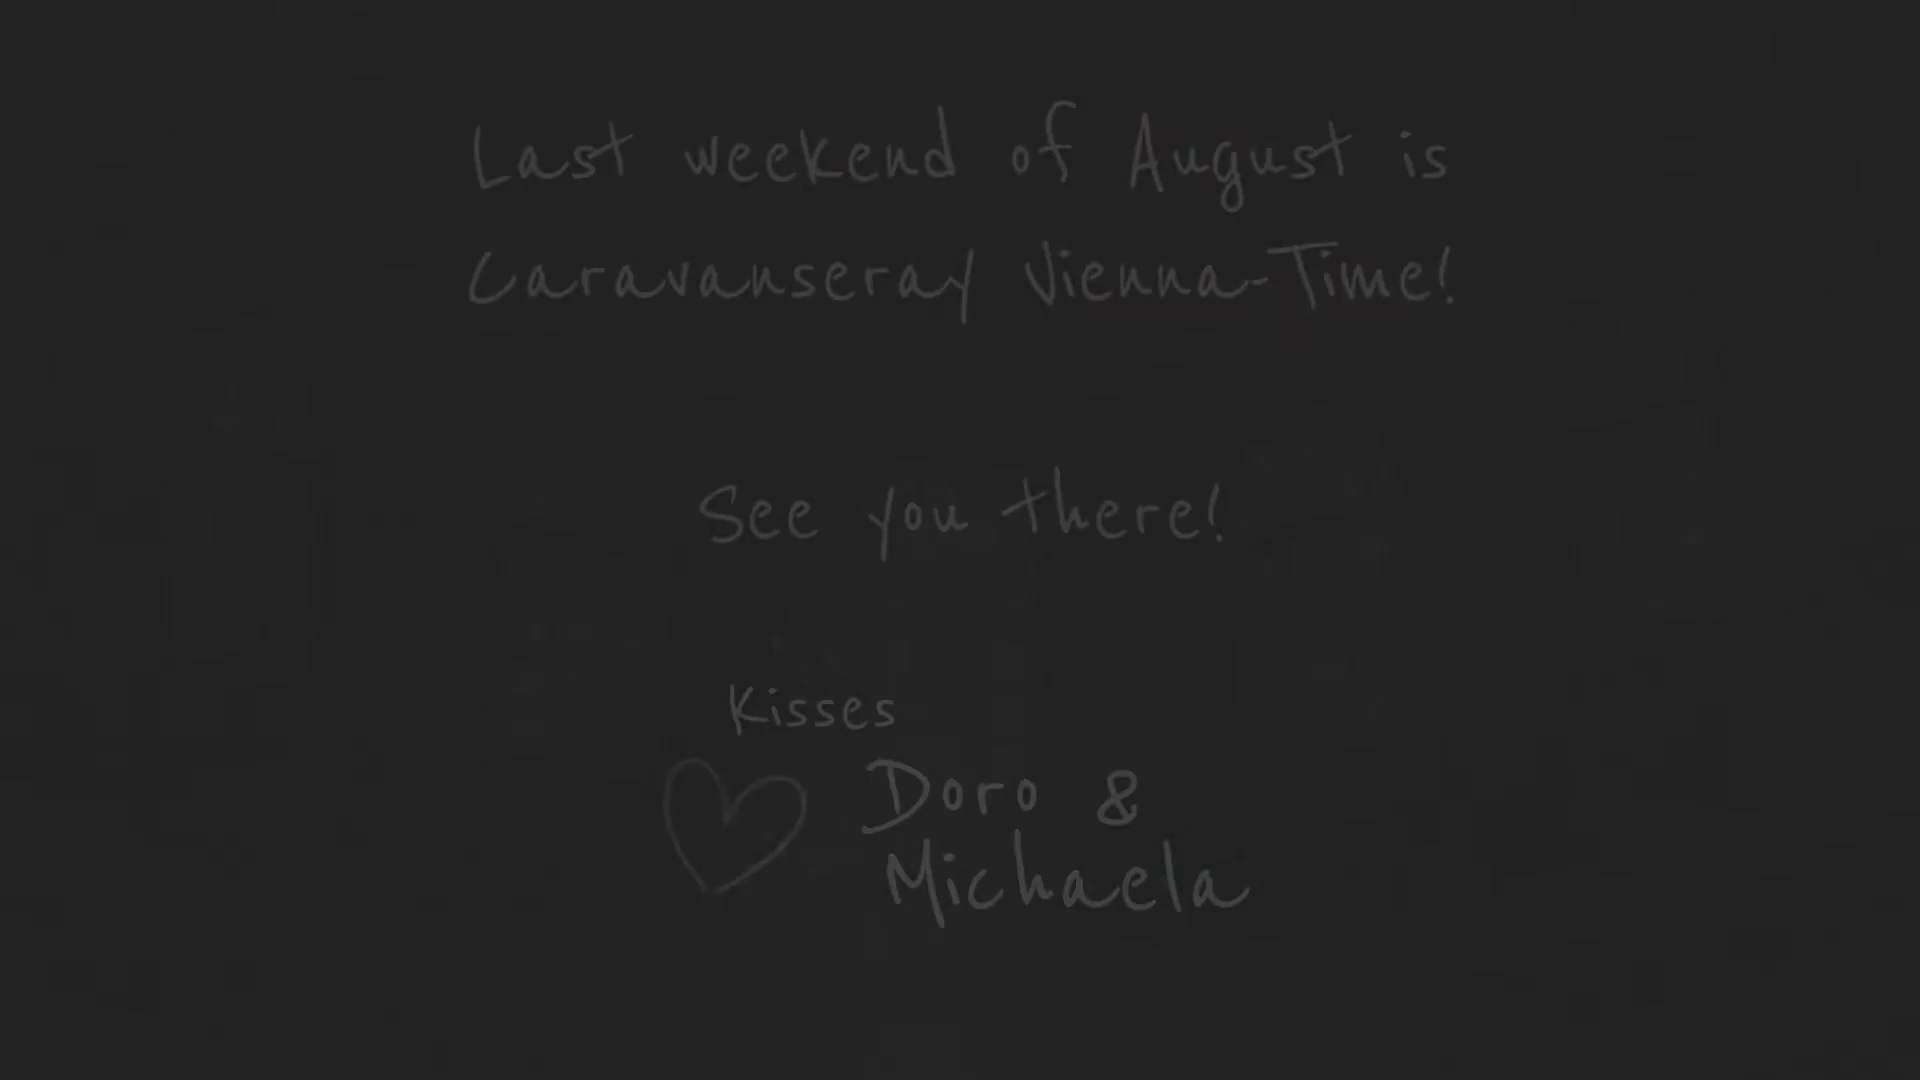 Last weekend of August is
Caravanseray Vienna-Time!
See you there!
Kisses
Doro &
Michaela